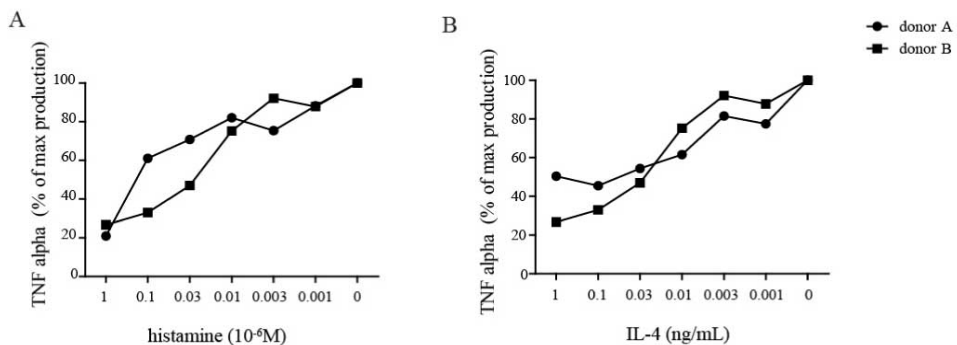 A
TNF alpha (% of max production)
100
80
60
40
20
0
1 0.1 0.03 0.01 0.003 0.001 0
histamine (10⁻⁶M)
B
TNF alpha (% of max production)
100
80
60
40
20
0
1 0.1 0.03 0.01 0.003 0.001 0
IL-4 (ng/mL)
donor A
donor B